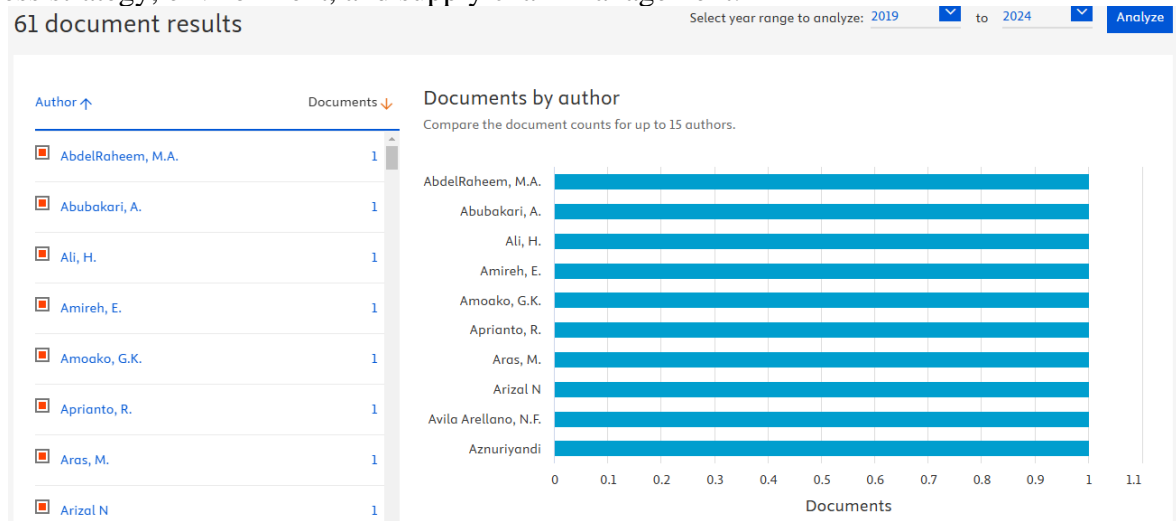 61 document results
Select year range to analyze: 2019 to 2024 Analyze
Author Documents
AbdelRaheem, M.A. 1
Abubakari, A. 1
Ali, H. 1
Amireh, E. 1
Amoako, G.K. 1
Aprianto, R. 1
Aras, M. 1
Arizal N 1
Documents by author
Compare the document counts for up to 15 authors.
AbdelRaheem, M.A.
Abubakari, A.
Ali, H.
Amireh, E.
Amoako, G.K.
Aprianto, R.
Aras, M.
Arizal N
Avila Arellano, N.F.
Aznuriyandi
0 0.1 0.2 0.3 0.4 0.5 0.6 0.7 0.8 0.9 1 1.1
Documents